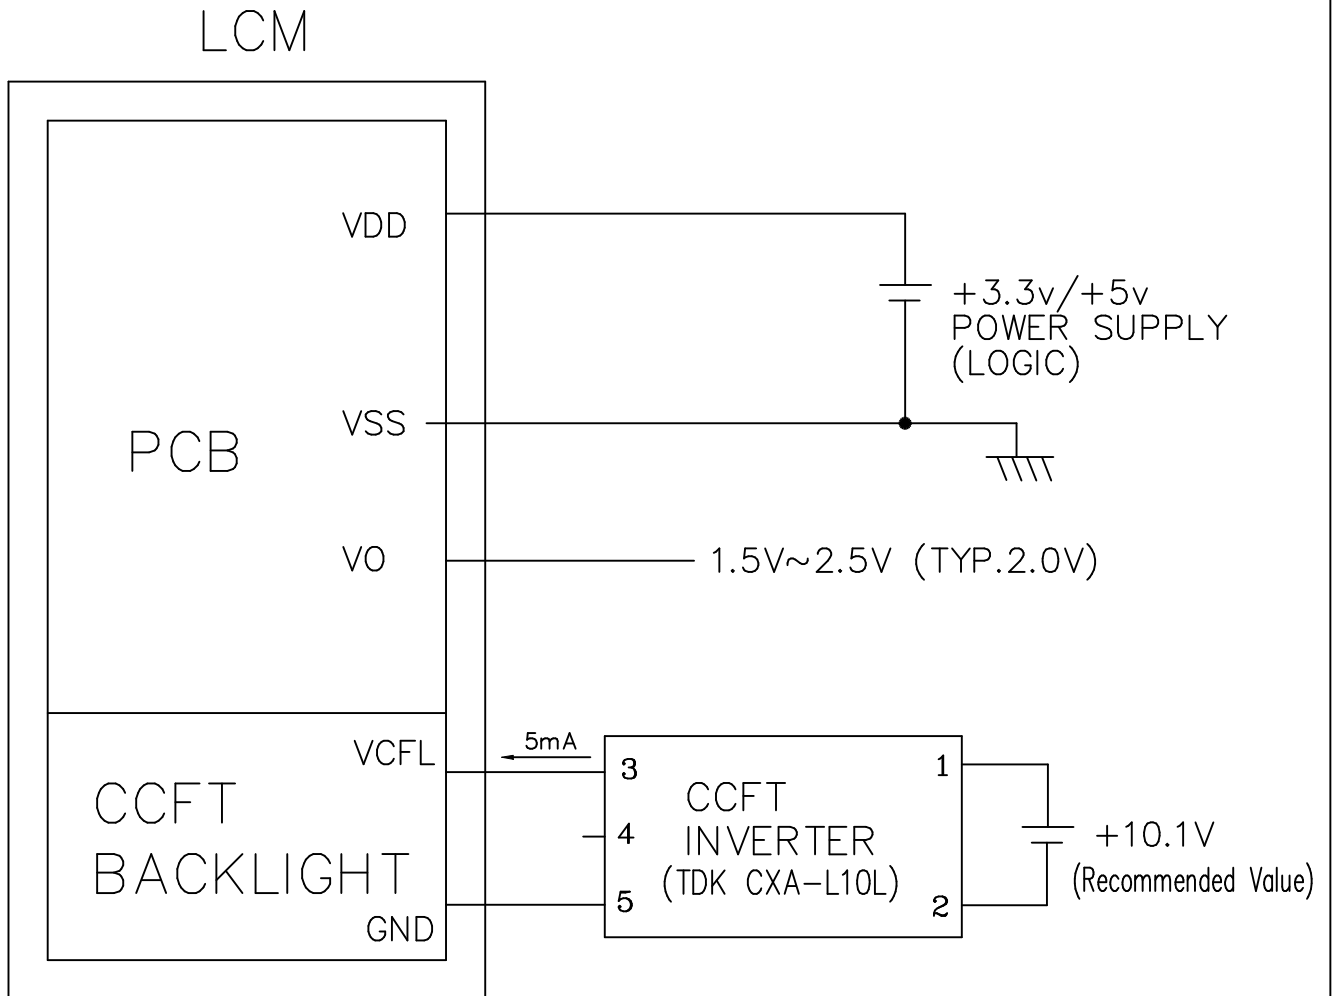 LCM
VDD
+3.3v/+5v
POWER SUPPLY
(LOGIC)
VSS
PCB
VO
1.5V~2.5V (TYP.2.0V)
VCFL
5mA
3
1
CCFT
BACKLIGHT
4
CCFT
INVERTER
(TDK CXA-L10L)
+10.1V
(Recommended Value)
GND
5
2